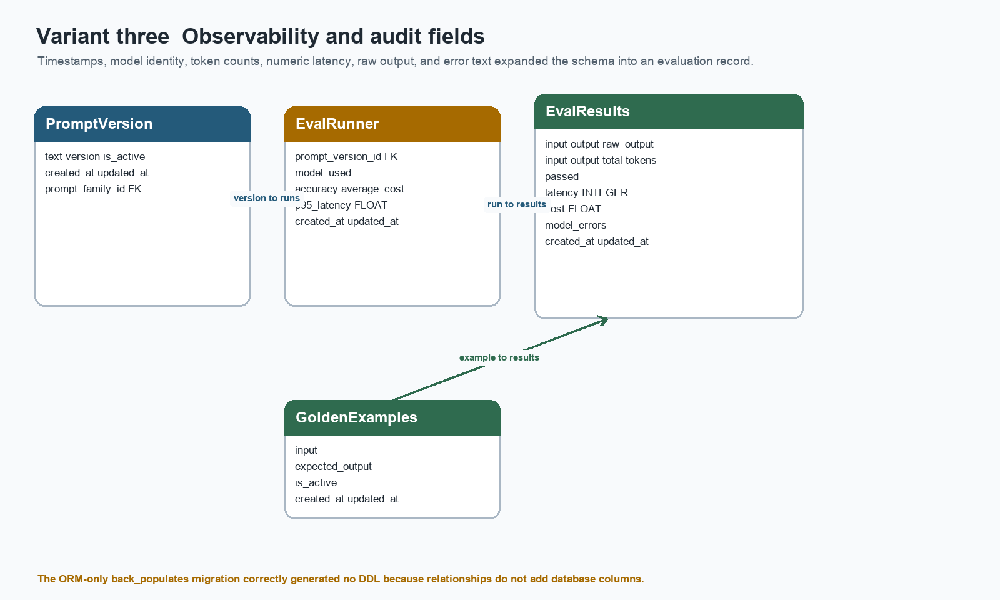 Variant three  Observability and audit fields
Timestamps, model identity, token counts, numeric latency, raw output, and error text expanded the schema into an evaluation record.
PromptVersion
text version is_active
created_at updated_at
prompt_family_id FK
version to runs
EvalRunner
prompt_version_id FK
model_used
accuracy average_cost
p95_latency FLOAT
created_at updated_at
run to results
EvalResults
input output raw_output
input output total tokens
passed
latency INTEGER
cost FLOAT
model_errors
created_at updated_at
example to results
GoldenExamples
input
expected_output
is_active
created_at updated_at
The ORM-only back_populates migration correctly generated no DDL because relationships do not add database columns.